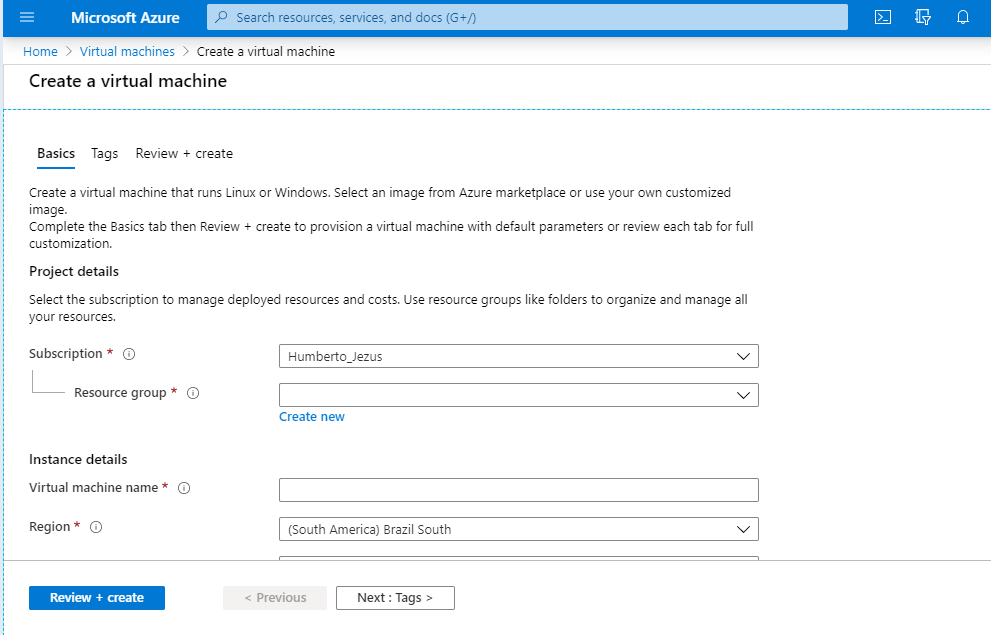 Microsoft Azure
Search resources, services, and docs (G+/)
Home > Virtual machines > Create a virtual machine
Create a virtual machine
Basics Tags Review + create
Create a virtual machine that runs Linux or Windows. Select an image from Azure marketplace or use your own customized
image.
Complete the Basics tab then Review + create to provision a virtual machine with default parameters or review each tab for full
customization.
Project details
Select the subscription to manage deployed resources and costs. Use resource groups like folders to organize and manage all
your resources.
Subscription * Humberto_Jezus
Resource group *
Create new
Instance details
Virtual machine name *
Region * (South America) Brazil South
Review + create < Previous Next : Tags >